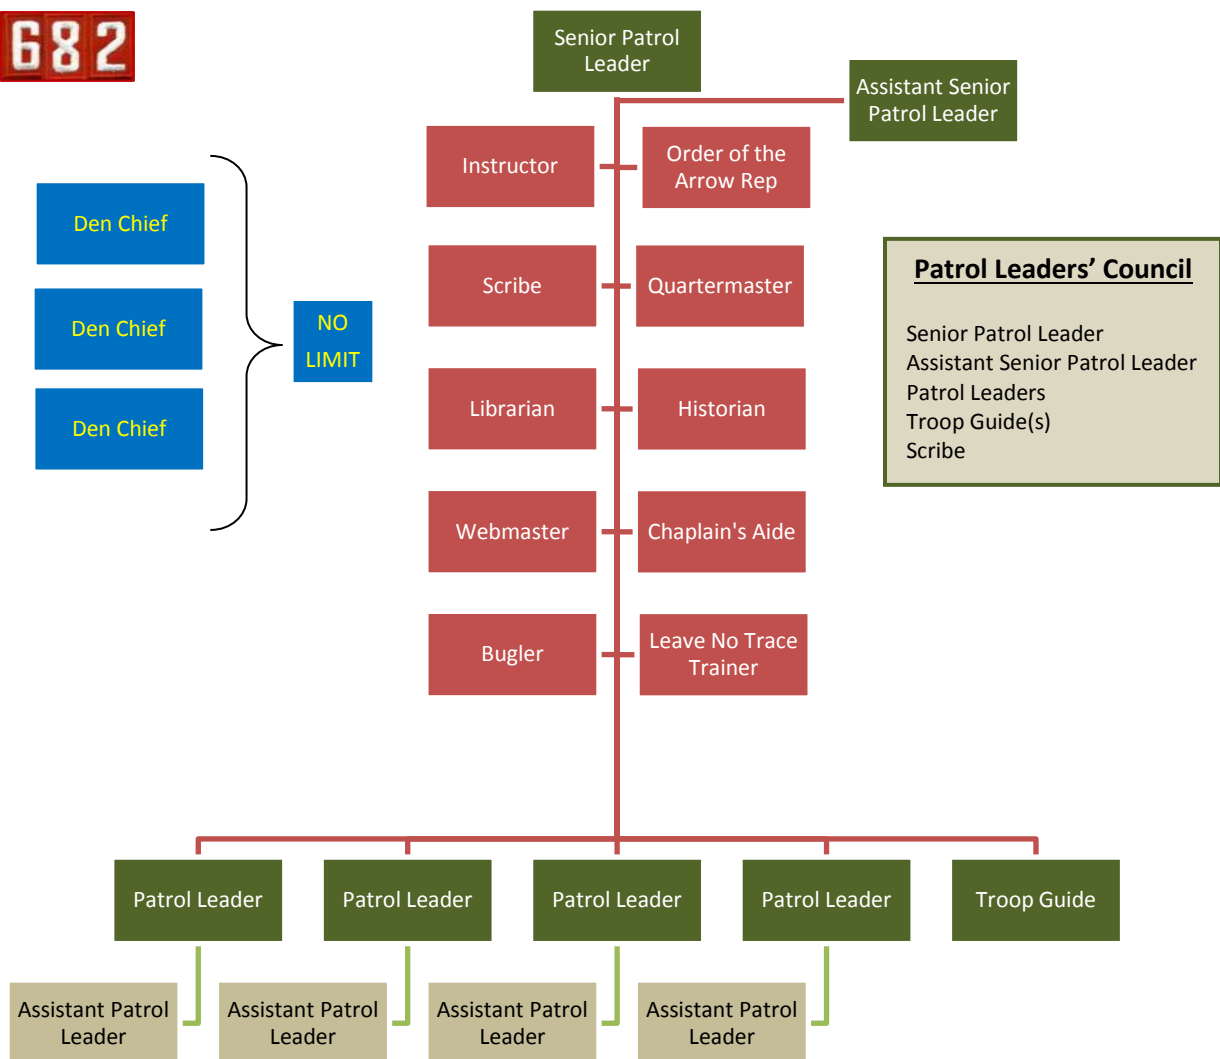 682
Senior Patrol
Leader
Assistant Senior
Patrol Leader
Instructor
Order of the
Arrow Rep
Den Chief
Den Chief
Den Chief
NO
LIMIT
Scribe
Quartermaster
Librarian
Historian
Webmaster
Chaplain's Aide
Bugler
Leave No Trace
Trainer
Patrol Leaders’ Council
Senior Patrol Leader
Assistant Senior Patrol Leader
Patrol Leaders
Troop Guide(s)
Scribe
Patrol Leader
Patrol Leader
Patrol Leader
Patrol Leader
Troop Guide
Assistant Patrol
Leader
Assistant Patrol
Leader
Assistant Patrol
Leader
Assistant Patrol
Leader